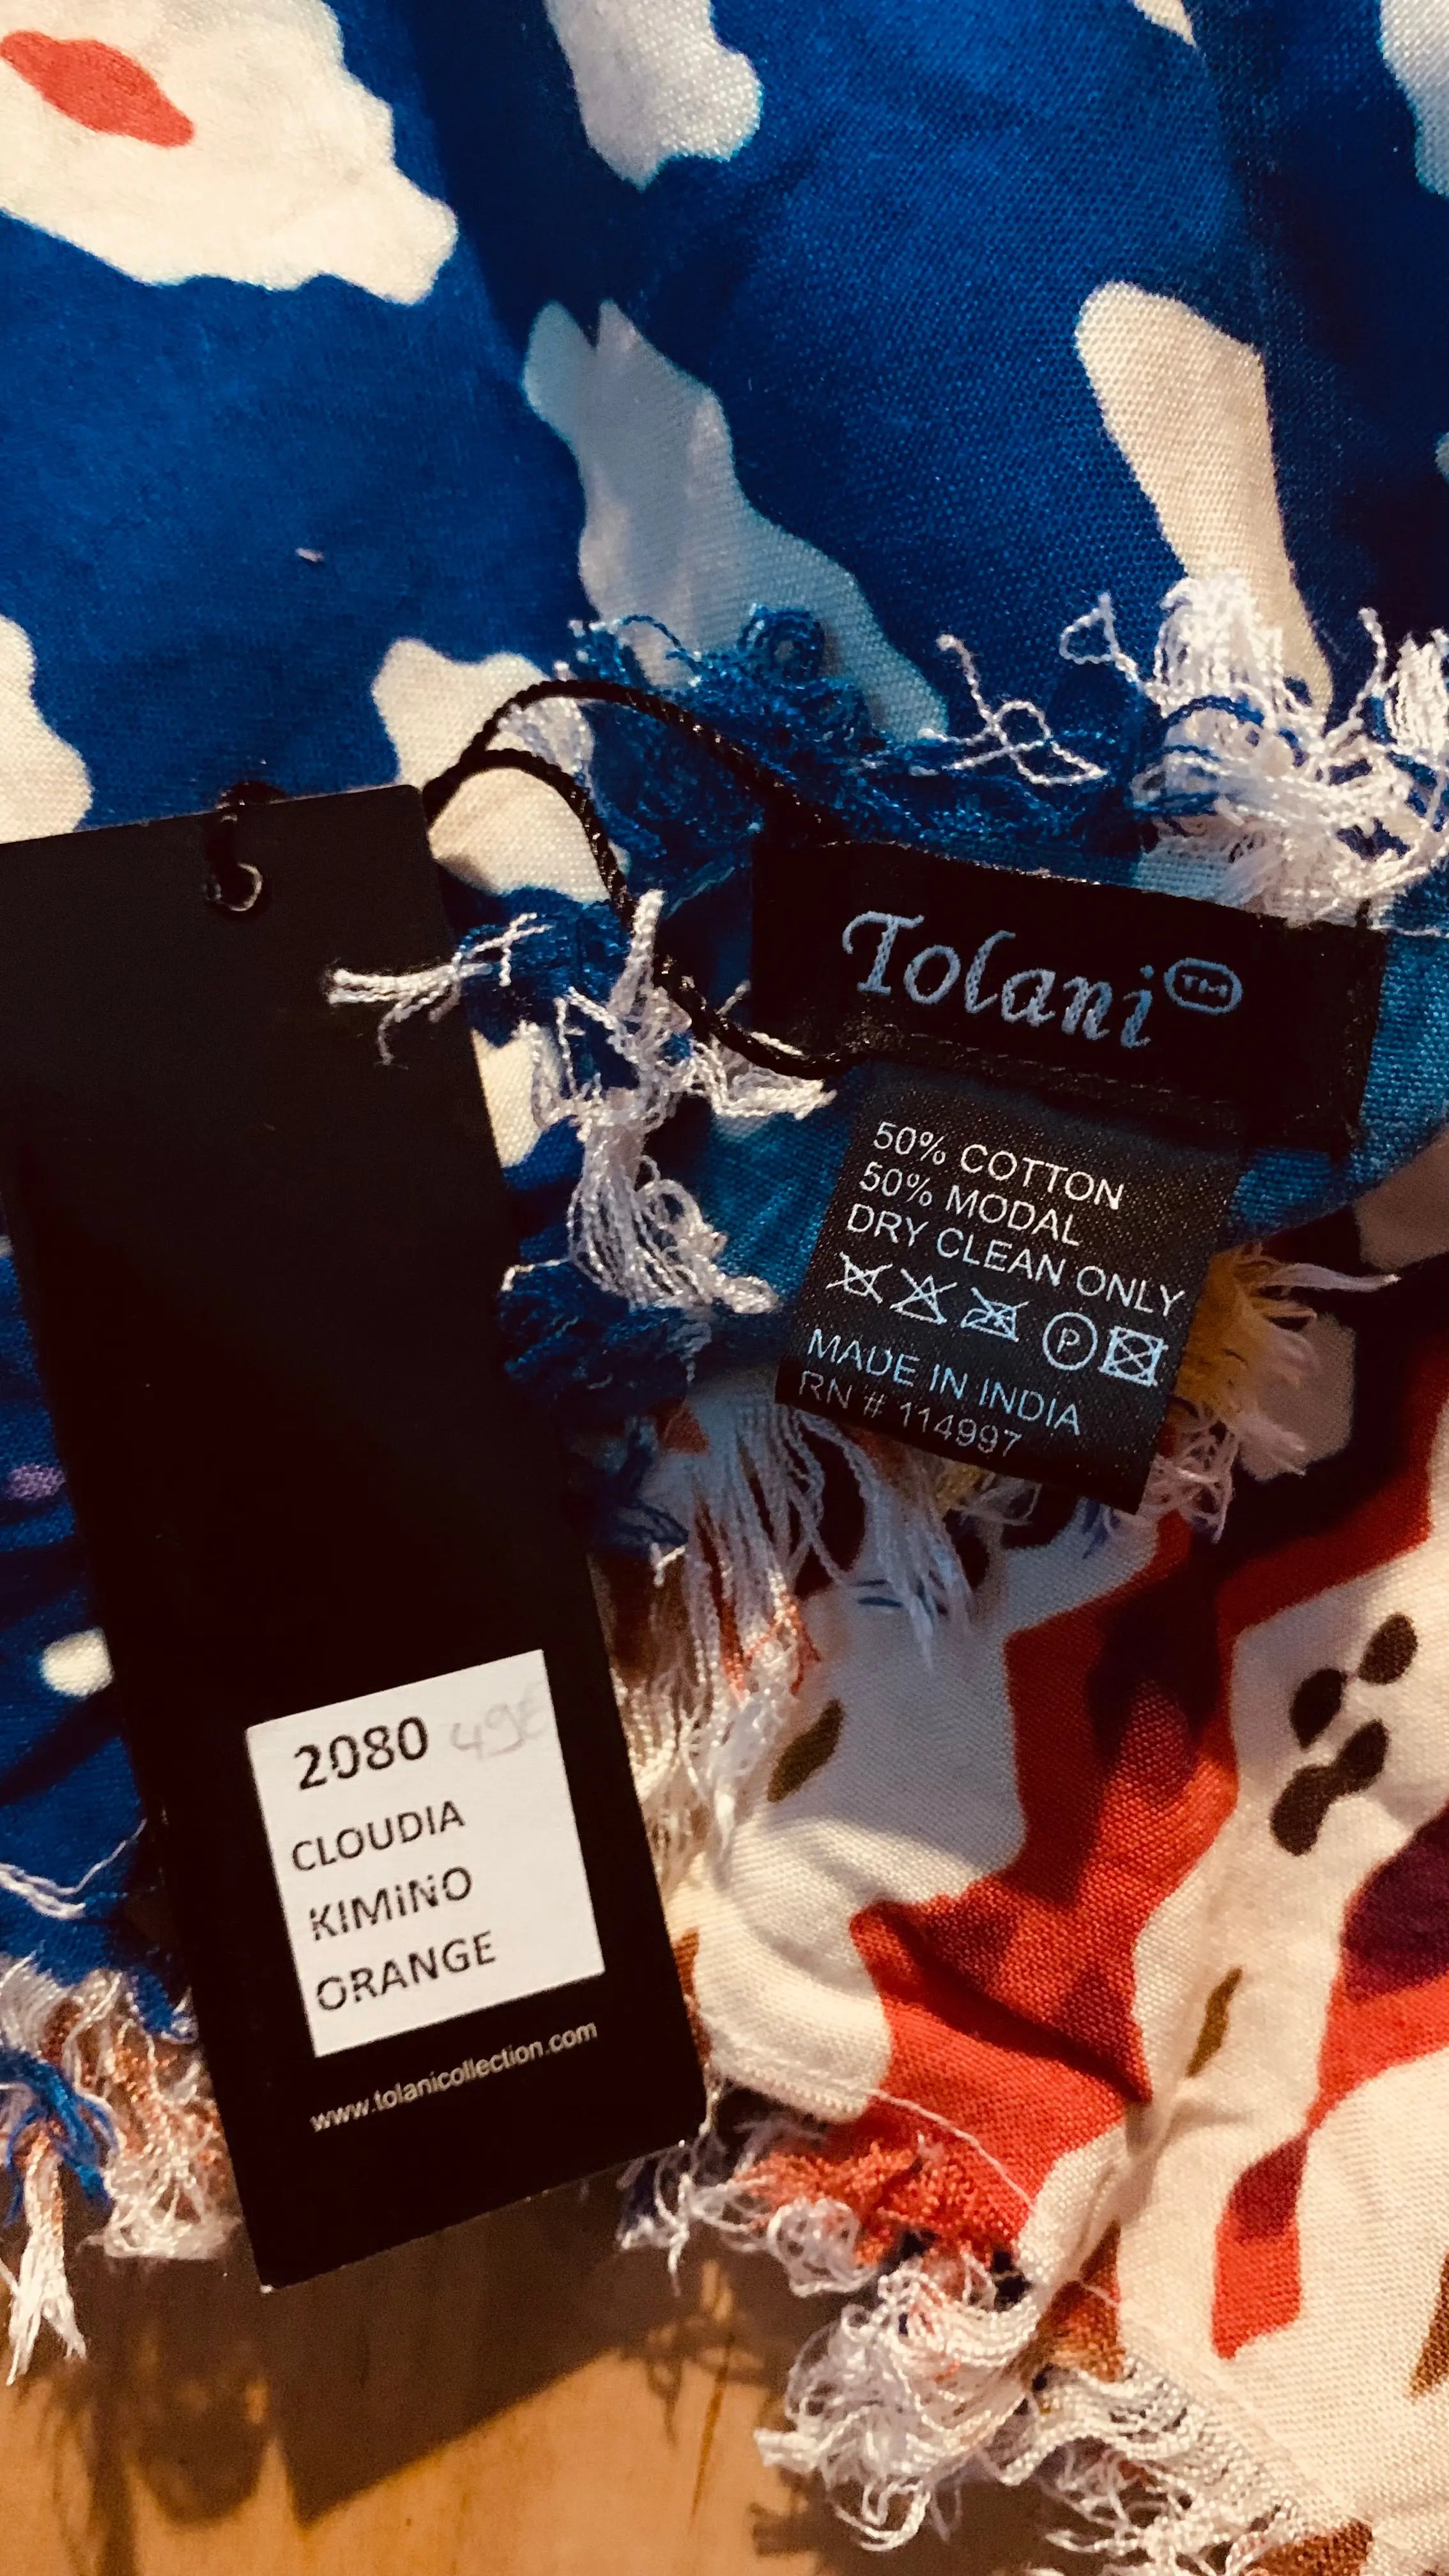 Tolani TM
50% COTTON
50% MODAL
DRY CLEAN ONLY
P
MADE IN INDIA
RN # 114997
2080 49€
CLOUDIA
KIMINO
ORANGE
www.tolanicollection.com